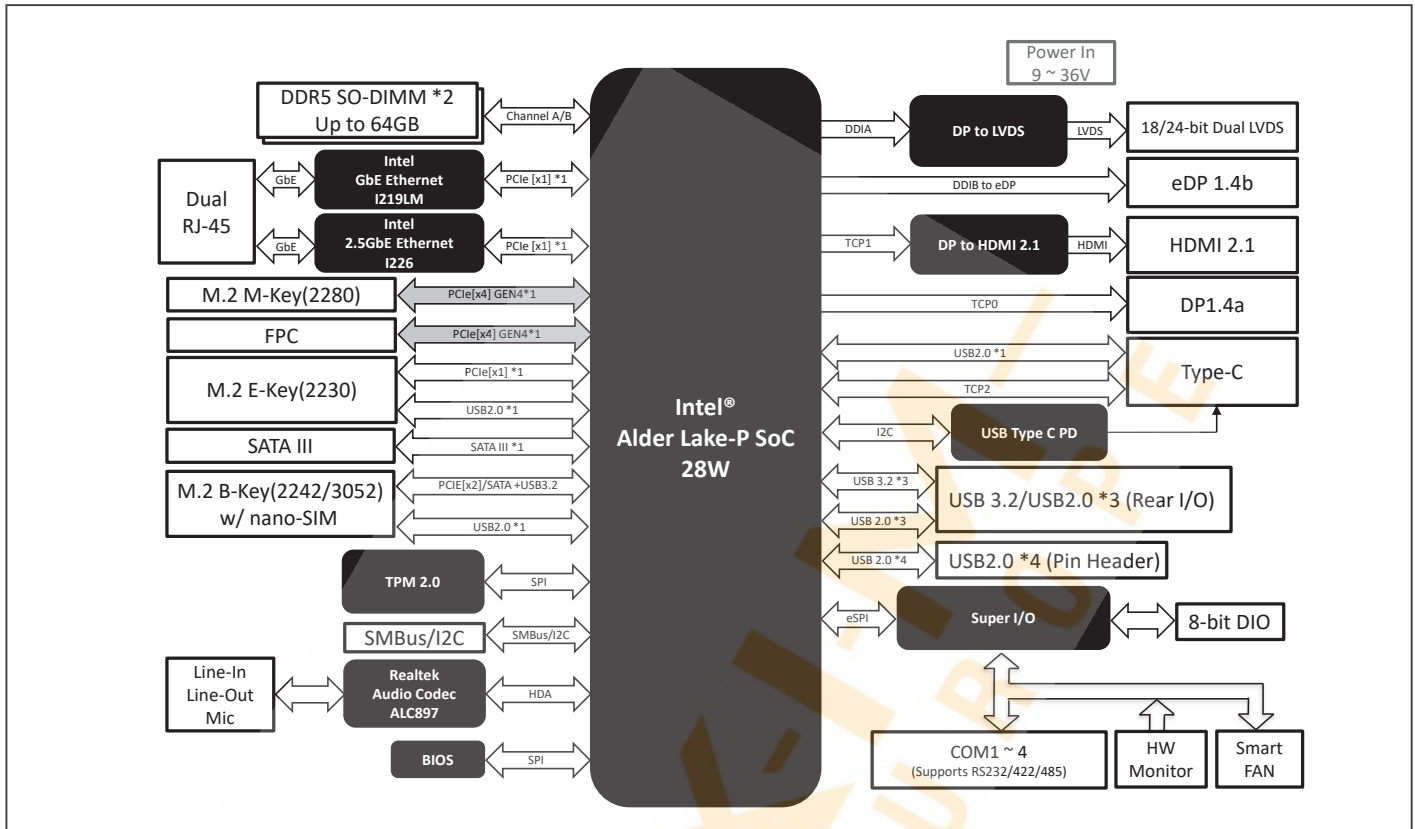 Power In
9 ~ 36V
DDR5 SO-DIMM *2
Up to 64GB
Channel A/B
Dual
RJ-45
GbE
Intel
GbE Ethernet
I219LM
PCIe [x1] *1
GbE
Intel
2.5GbE Ethernet
I226
PCIe [x1] *1
M.2 M-Key(2280)
PCIe[x4] GEN4*1
FPC
PCIe[x4] GEN4*1
M.2 E-Key(2230)
PCIe[x1] *1
USB2.0 *1
SATA III
SATA III *1
M.2 B-Key(2242/3052)
w/ nano-SIM
PCIE[x2]/SATA +USB3.2
USB2.0 *1
TPM 2.0
SPI
SMBus/I2C
SMBus/I2C
Line-In
Line-Out
Mic
Realtek
Audio Codec
ALC897
HDA
BIOS
SPI
Intel®
Alder Lake-P SoC
28W
DDIA
DP to LVDS
LVDS
18/24-bit Dual LVDS
DDIB to eDP
eDP 1.4b
TCP1
DP to HDMI 2.1
HDMI
HDMI 2.1
TCP0
DP1.4a
USB2.0 *1
TCP2
Type-C
I2C
USB Type C PD
USB 3.2 *3
USB 2.0 *3
USB 3.2/USB2.0 *3 (Rear I/O)
USB 2.0 *4
USB2.0 *4 (Pin Header)
eSPI
Super I/O
8-bit DIO
COM1 ~ 4
(Supports RS232/422/485)
HW
Monitor
Smart
FAN